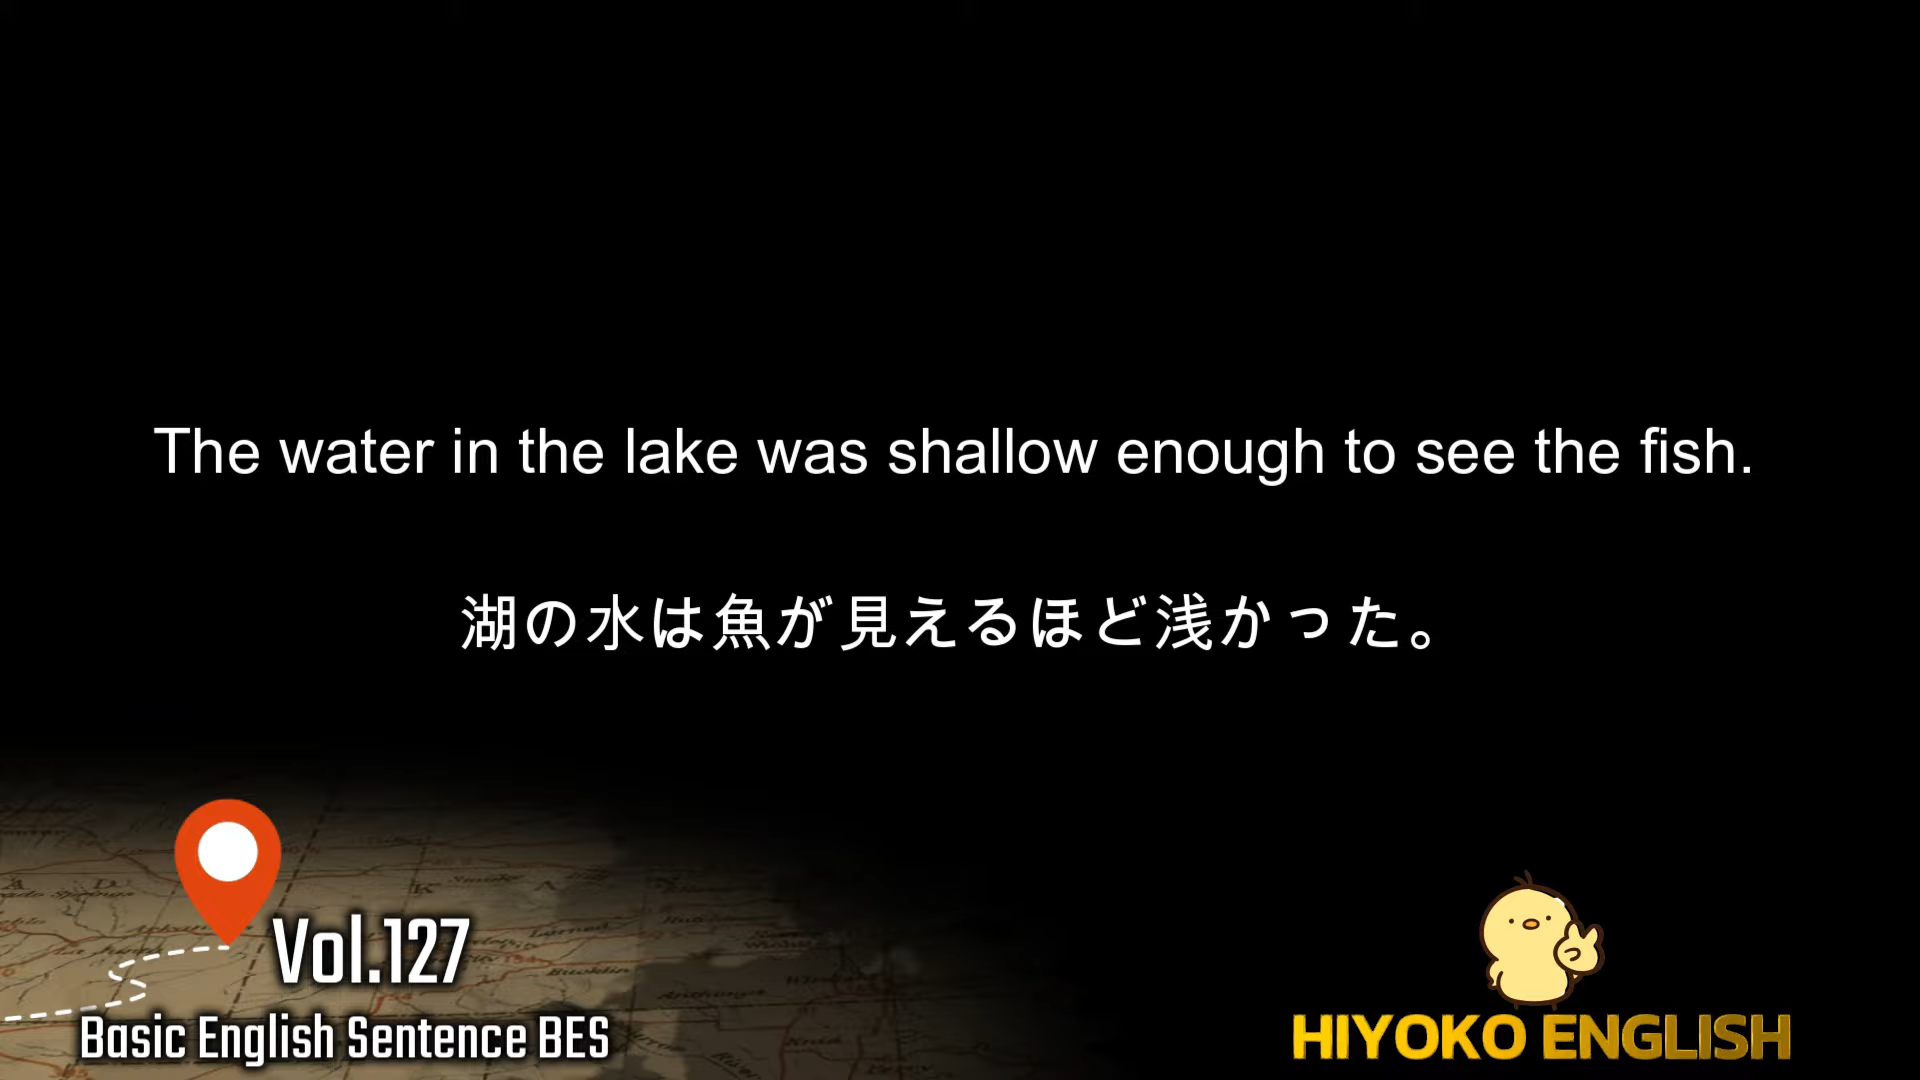 The water in the lake was shallow enough to see the fish.
湖の水は魚が見えるほど浅かった。
Vol.127
Basic English Sentence BES
HIYOKO ENGLISH